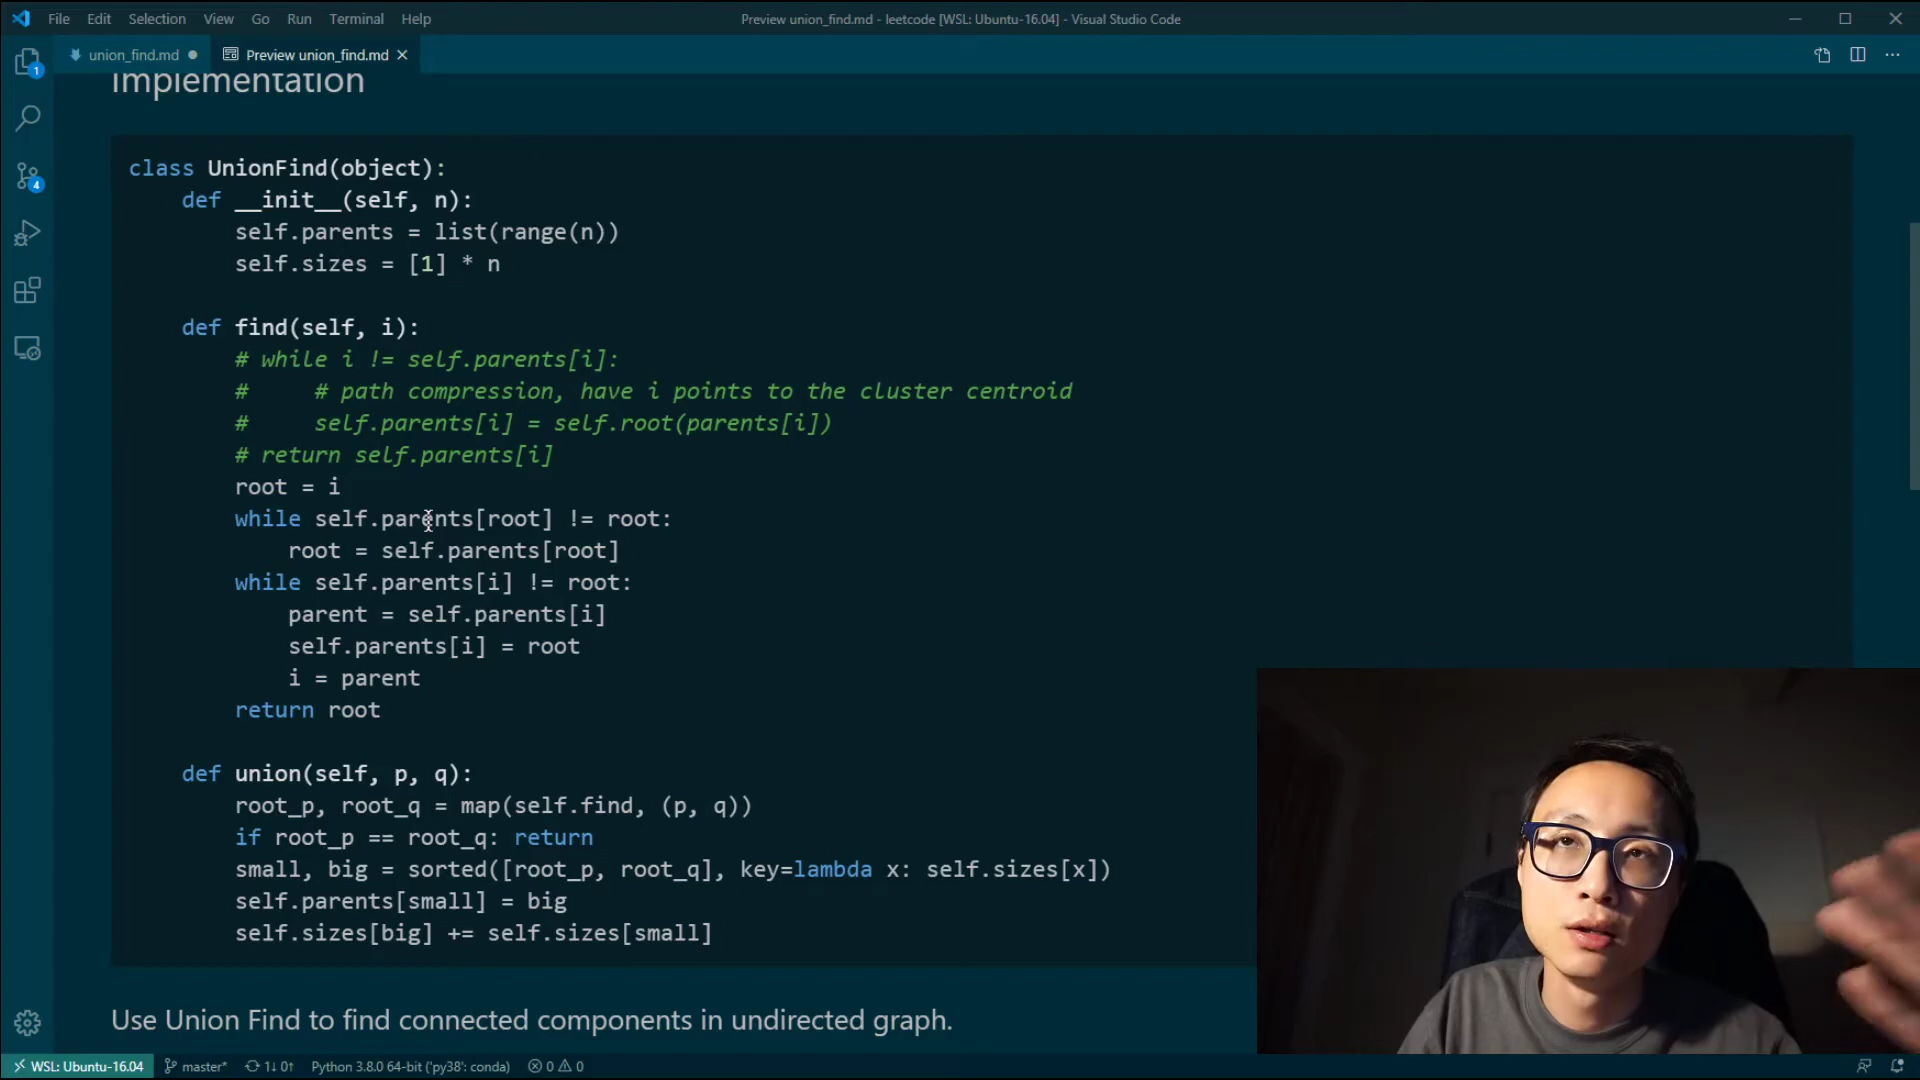 File Edit Selection View Go Run Terminal Help
Preview union_find.md - leetcode [WSL: Ubuntu-16.04] - Visual Studio Code
union_find.md
Preview union_find.md
1
4
Implementation
class UnionFind(object):
    def __init__(self, n):
        self.parents = list(range(n))
        self.sizes = [1] * n
    def find(self, i):
        # while i != self.parents[i]:
        #     # path compression, have i points to the cluster centroid
        #     self.parents[i] = self.root(parents[i])
        # return self.parents[i]
        root = i
        while self.parents[root] != root:
            root = self.parents[root]
        while self.parents[i] != root:
            parent = self.parents[i]
            self.parents[i] = root
            i = parent
        return root
    def union(self, p, q):
        root_p, root_q = map(self.find, (p, q))
        if root_p == root_q: return
        small, big = sorted([root_p, root_q], key=lambda x: self.sizes[x])
        self.parents[small] = big
        self.sizes[big] += self.sizes[small]
Use Union Find to find connected components in undirected graph.
WSL: Ubuntu-16.04 master* 1↓ 0↑ Python 3.8.0 64-bit ('py38': conda) 0 0